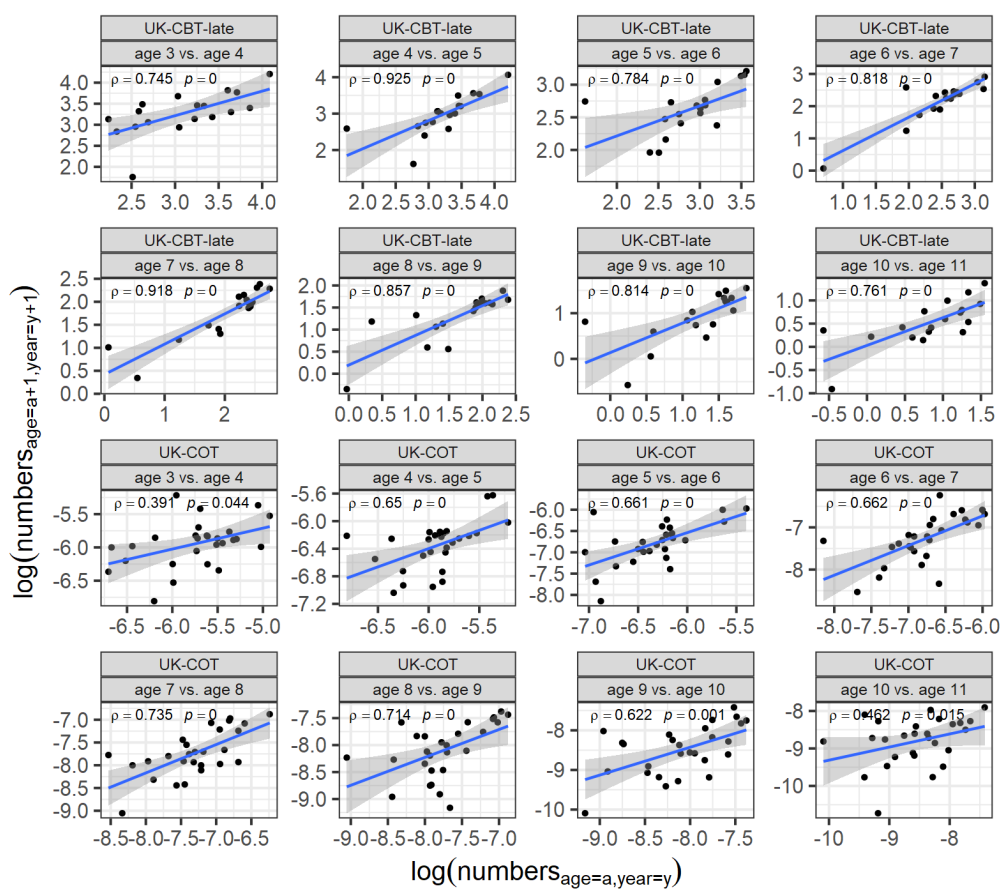 UK-CBT-late UK-CBT-late UK-CBT-late UK-CBT-late
age 3 vs. age 4 age 4 vs. age 5 age 5 vs. age 6 age 6 vs. age 7
ρ = 0.745 p = 0 ρ = 0.925 p = 0 ρ = 0.784 p = 0 ρ = 0.818 p = 0
4.0 3.5 3.0 2.5 2.0
4 3 2
3.0 2.5 2.0
3 2 1 0
2.5 3.0 3.5 4.0
2.0 2.5 3.0 3.5 4.0
2.0 2.5 3.0 3.5
1.0 1.5 2.0 2.5 3.0
UK-CBT-late UK-CBT-late UK-CBT-late UK-CBT-late
age 7 vs. age 8 age 8 vs. age 9 age 9 vs. age 10 age 10 vs. age 11
ρ = 0.918 p = 0 ρ = 0.857 p = 0 ρ = 0.814 p = 0 ρ = 0.761 p = 0
2.5 2.0 1.5 1.0 0.5 0.0
2.0 1.5 1.0 0.5 0.0
1 0
1.0 0.5 0.0 -0.5 -1.0
0 1 2
0.0 0.5 1.0 1.5 2.0 2.5
0.0 0.5 1.0 1.5
-0.5 0.0 0.5 1.0 1.5
UK-COT UK-COT UK-COT UK-COT
age 3 vs. age 4 age 4 vs. age 5 age 5 vs. age 6 age 6 vs. age 7
ρ = 0.391 p = 0.044 ρ = 0.65 p = 0 ρ = 0.661 p = 0 ρ = 0.662 p = 0
-5.5 -6.0 -6.5
-5.6 -6.0 -6.4 -6.8 -7.2
-6.0 -6.5 -7.0 -7.5 -8.0
-7 -8
-6.5 -6.0 -5.5 -5.0
-6.5 -6.0 -5.5
-7.0 -6.5 -6.0 -5.5
-8.0 -7.5 -7.0 -6.5 -6.0
UK-COT UK-COT UK-COT UK-COT
age 7 vs. age 8 age 8 vs. age 9 age 9 vs. age 10 age 10 vs. age 11
ρ = 0.735 p = 0 ρ = 0.714 p = 0 ρ = 0.622 p = 0.001 ρ = 0.462 p = 0.015
-7.0 -7.5 -8.0 -8.5 -9.0
-7.5 -8.0 -8.5 -9.0
-8 -9 -10
-8 -9 -10
-8.5 -8.0 -7.5 -7.0 -6.5
-9.0 -8.5 -8.0 -7.5 -7.0
-9.0 -8.5 -8.0 -7.5
-10 -9 -8
log(numbers age=a+1,year=y+1)
log(numbers age=a,year=y)